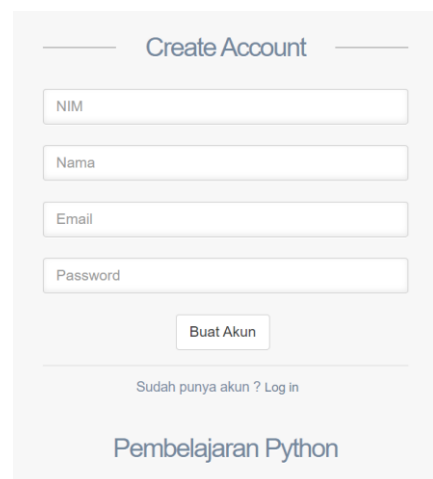 Create Account
NIM
Nama
Email
Password
Buat Akun
Sudah punya akun ? Log in
Pembelajaran Python